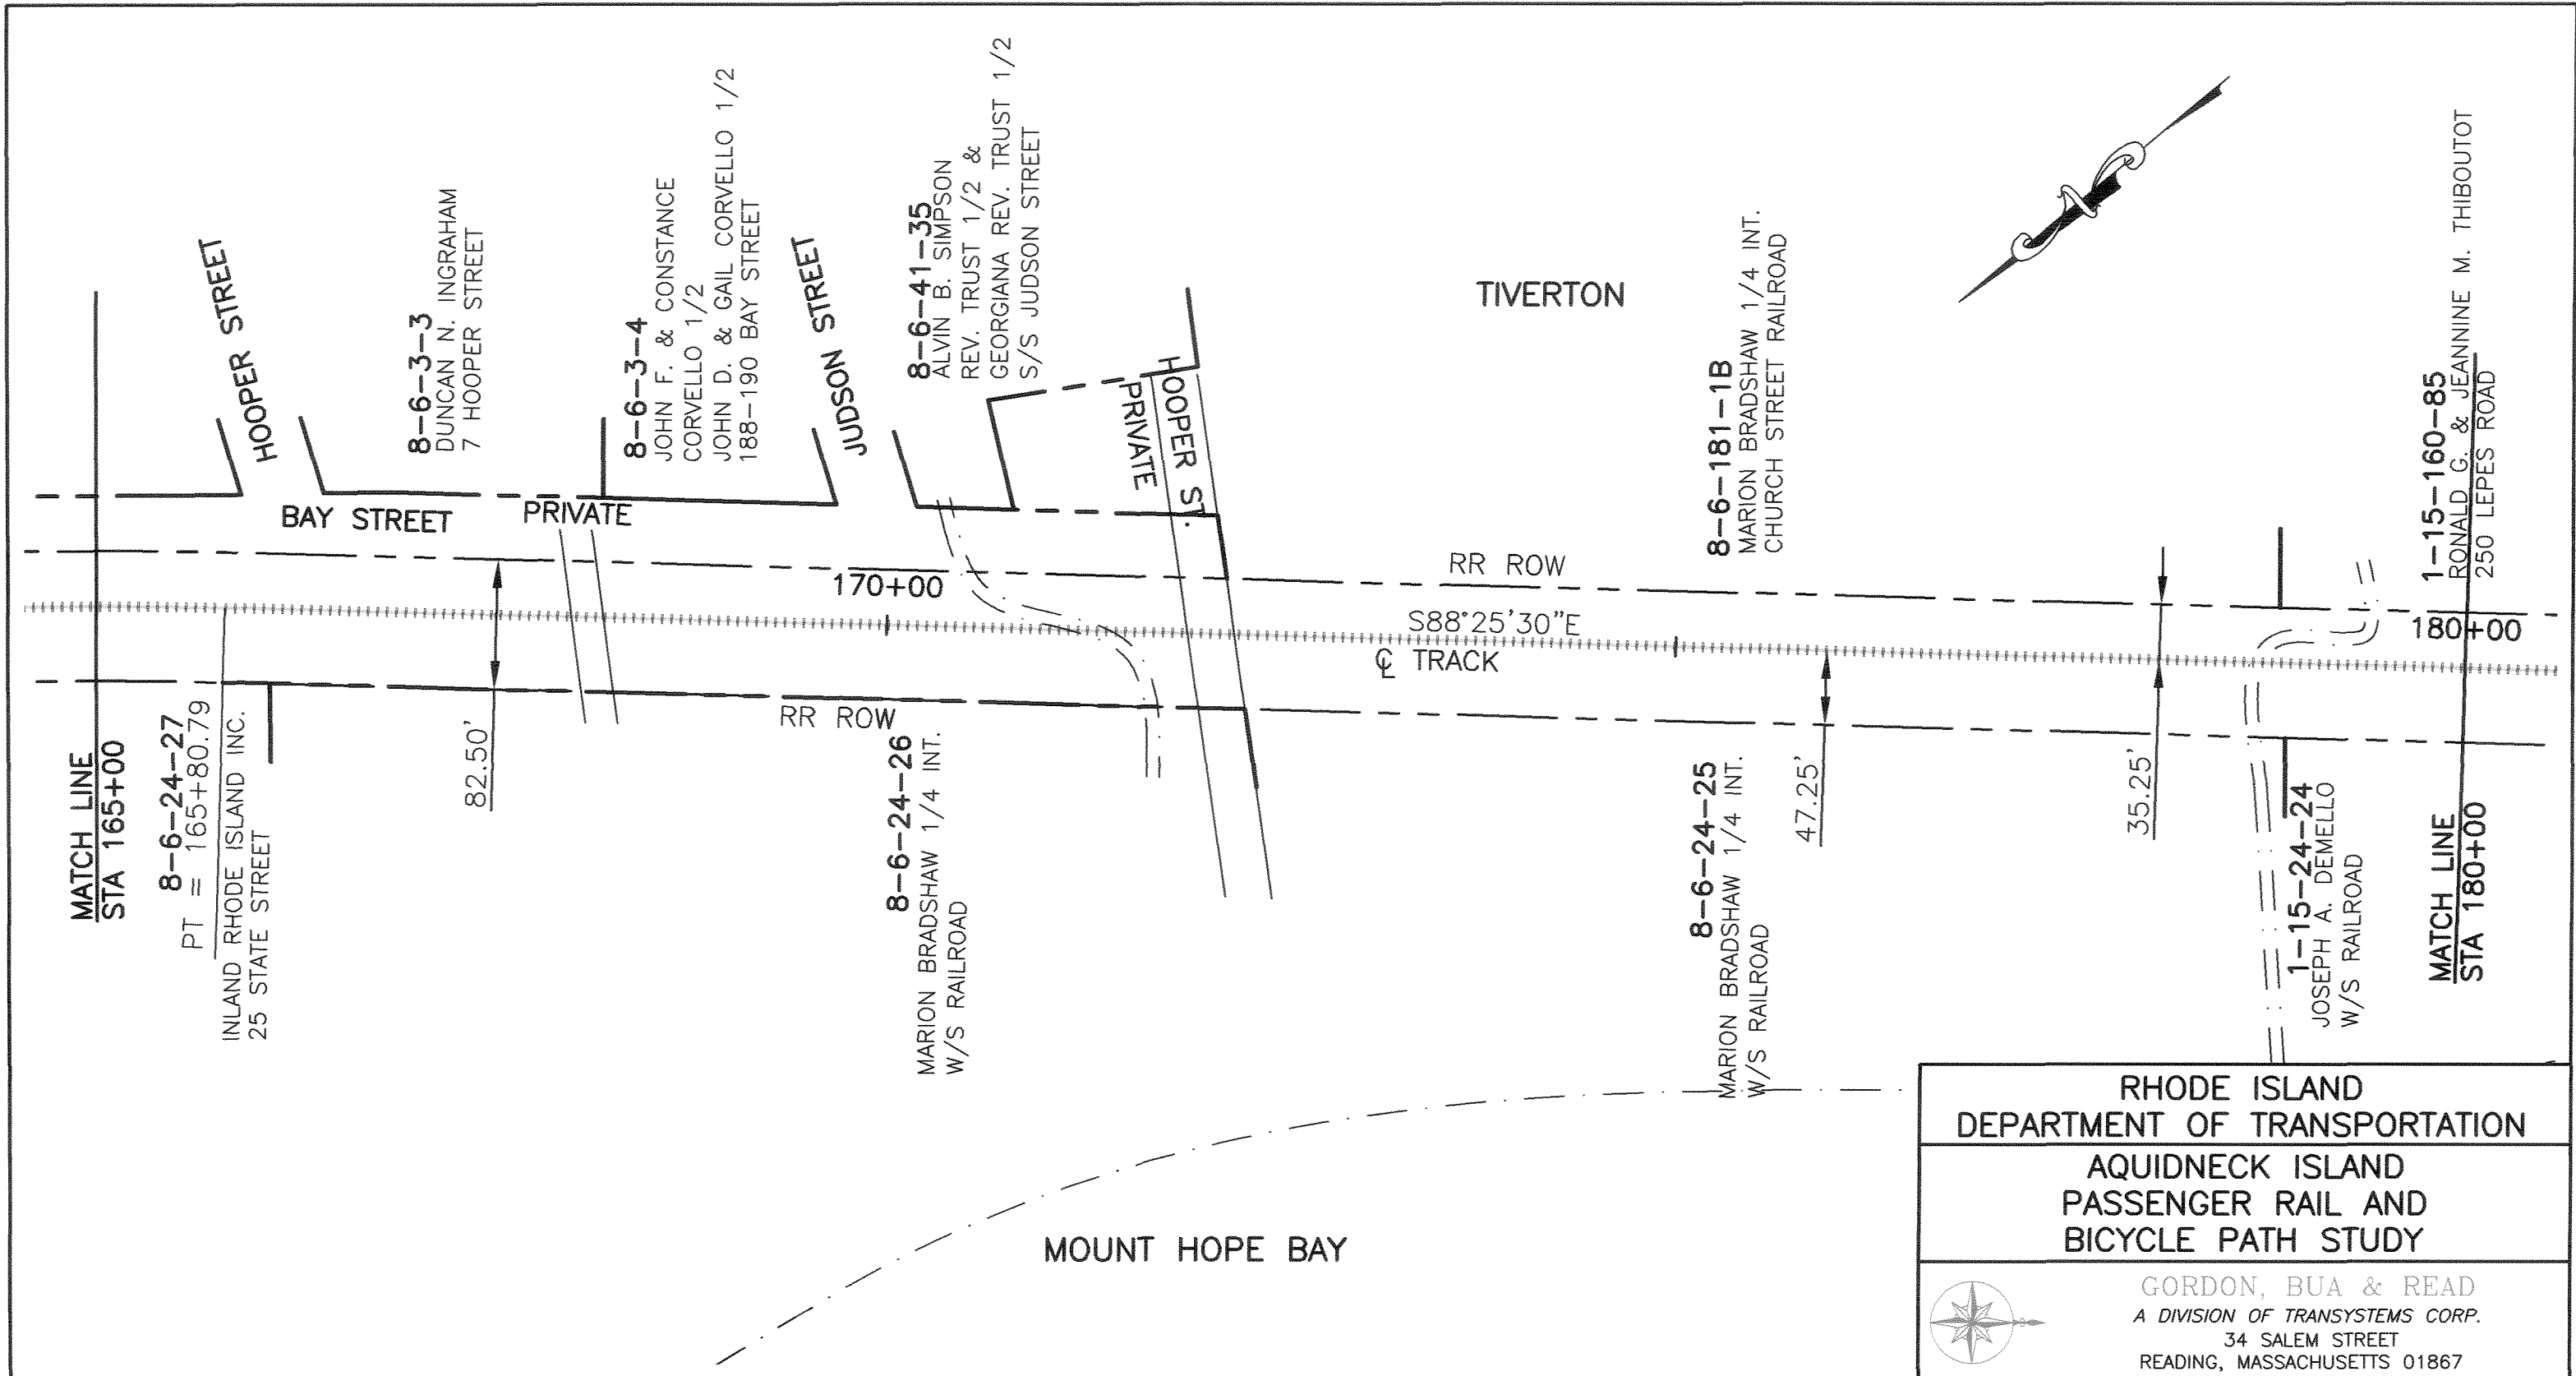 HOOPER STREET
8-6-3-3
DUNCAN N. INGRAHAM
7 HOOPER STREET
8-6-3-4
JOHN F. & CONSTANCE
CORVELLO 1/2
JOHN D. & GAIL CORVELLO 1/2
188-190 BAY STREET
JUDSON STREET
8-6-41-35
ALVIN B. SIMPSON
REV. TRUST 1/2 &
GEORGIANA REV. TRUST 1/2
S/S JUDSON STREET
HOOPER ST.
PRIVATE
TIVERTON
N
8-6-181-1B
MARION BRADSHAW 1/4 INT.
CHURCH STREET RAILROAD
1-15-160-85
RONALD G. & JEANNINE M. THIBOUTOT
250 LEPES ROAD
BAY STREET
PRIVATE
170+00
RR ROW
S88°25'30"E
℄ TRACK
180+00
RR ROW
MATCH LINE
STA 165+00
8-6-24-27
PT = 165+80.79
INLAND RHODE ISLAND INC.
25 STATE STREET
82.50'
8-6-24-26
MARION BRADSHAW 1/4 INT.
W/S RAILROAD
8-6-24-25
MARION BRADSHAW 1/4 INT.
W/S RAILROAD
47.25'
35.25'
1-15-24-24
JOSEPH A. DEMELLO
W/S RAILROAD
MATCH LINE
STA 180+00
MOUNT HOPE BAY
RHODE ISLAND
DEPARTMENT OF TRANSPORTATION
AQUIDNECK ISLAND
PASSENGER RAIL AND
BICYCLE PATH STUDY
GORDON, BUA & READ
A DIVISION OF TRANSYSTEMS CORP.
34 SALEM STREET
READING, MASSACHUSETTS 01867